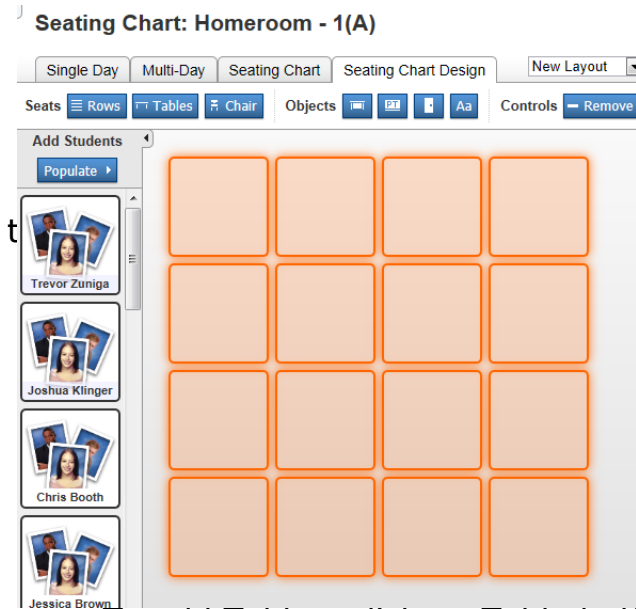 Seating Chart: Homeroom - 1(A)
Single Day Multi-Day Seating Chart Seating Chart Design New Layout
Seats Rows Tables Chair Objects PT Aa Controls Remove
Add Students
Populate
t
Trevor Zuniga
Joshua Klinger
Chris Booth
Jessica Brown